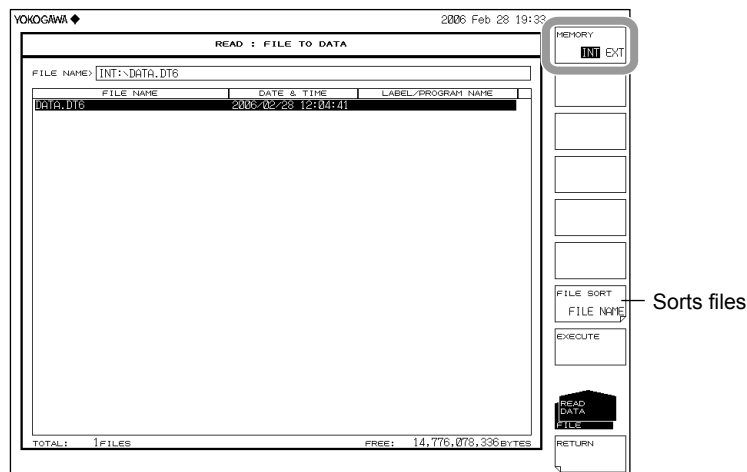 YOKOGAWA ◆
2006 Feb 28 19:33
READ : FILE TO DATA
FILE NAME> INT:\DATA.DT6
FILE NAME DATE & TIME LABEL/PROGRAM NAME
DATA.DT6 2006/02/28 12:04:41
TOTAL: 1FILES FREE: 14,776,078,336BYTES
MEMORY
INT EXT
FILE SORT
FILE NAME
Sorts files
EXECUTE
READ
DATA
FILE
RETURN